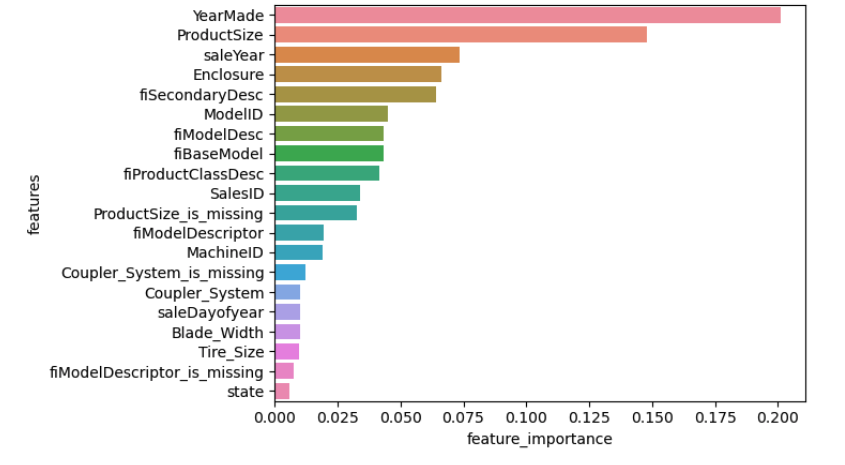 YearMade
ProductSize
saleYear
Enclosure
fiSecondaryDesc
ModelID
fiModelDesc
fiBaseModel
fiProductClassDesc
SalesID
ProductSize_is_missing
fiModelDescriptor
MachineID
Coupler_System_is_missing
Coupler_System
saleDayofyear
Blade_Width
Tire_Size
fiModelDescriptor_is_missing
state
features
0.000 0.025 0.050 0.075 0.100 0.125 0.150 0.175 0.200
feature_importance